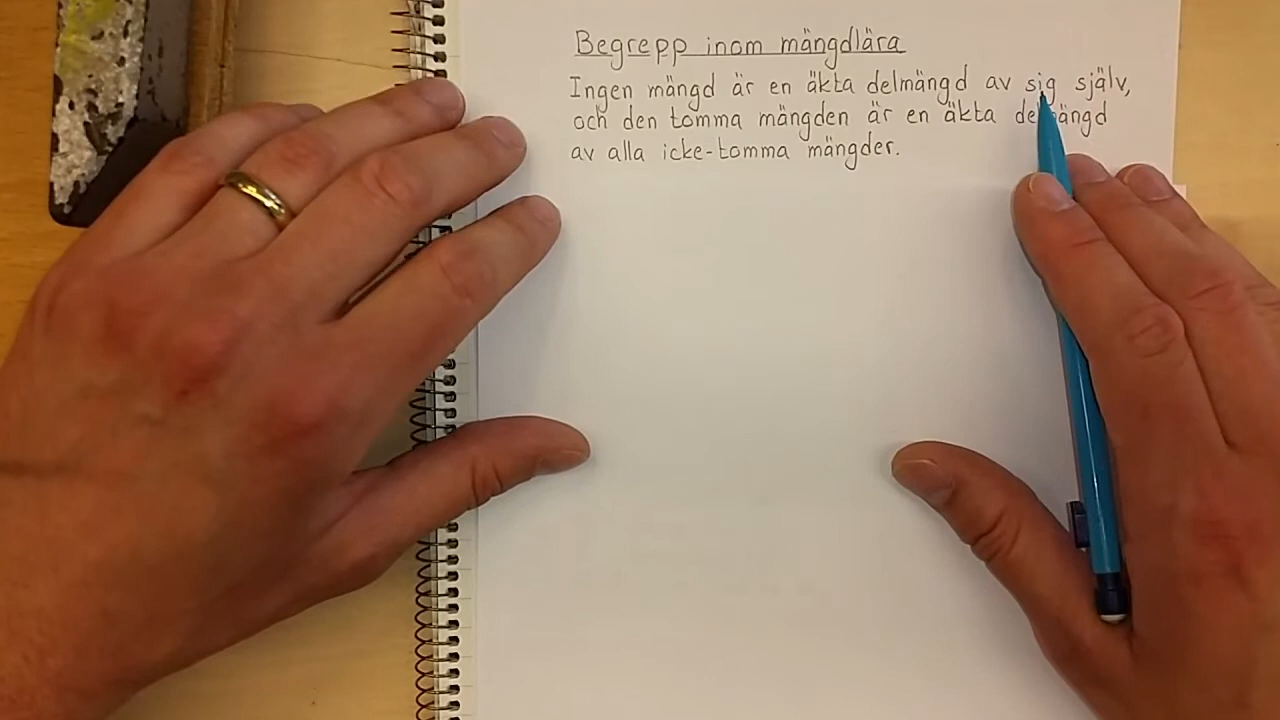 Begrepp inom mängdlära
Ingen mängd är en äkta delmängd av sig själv,
och den tomma mängden är en äkta delmängd
av alla icke-tomma mängder.